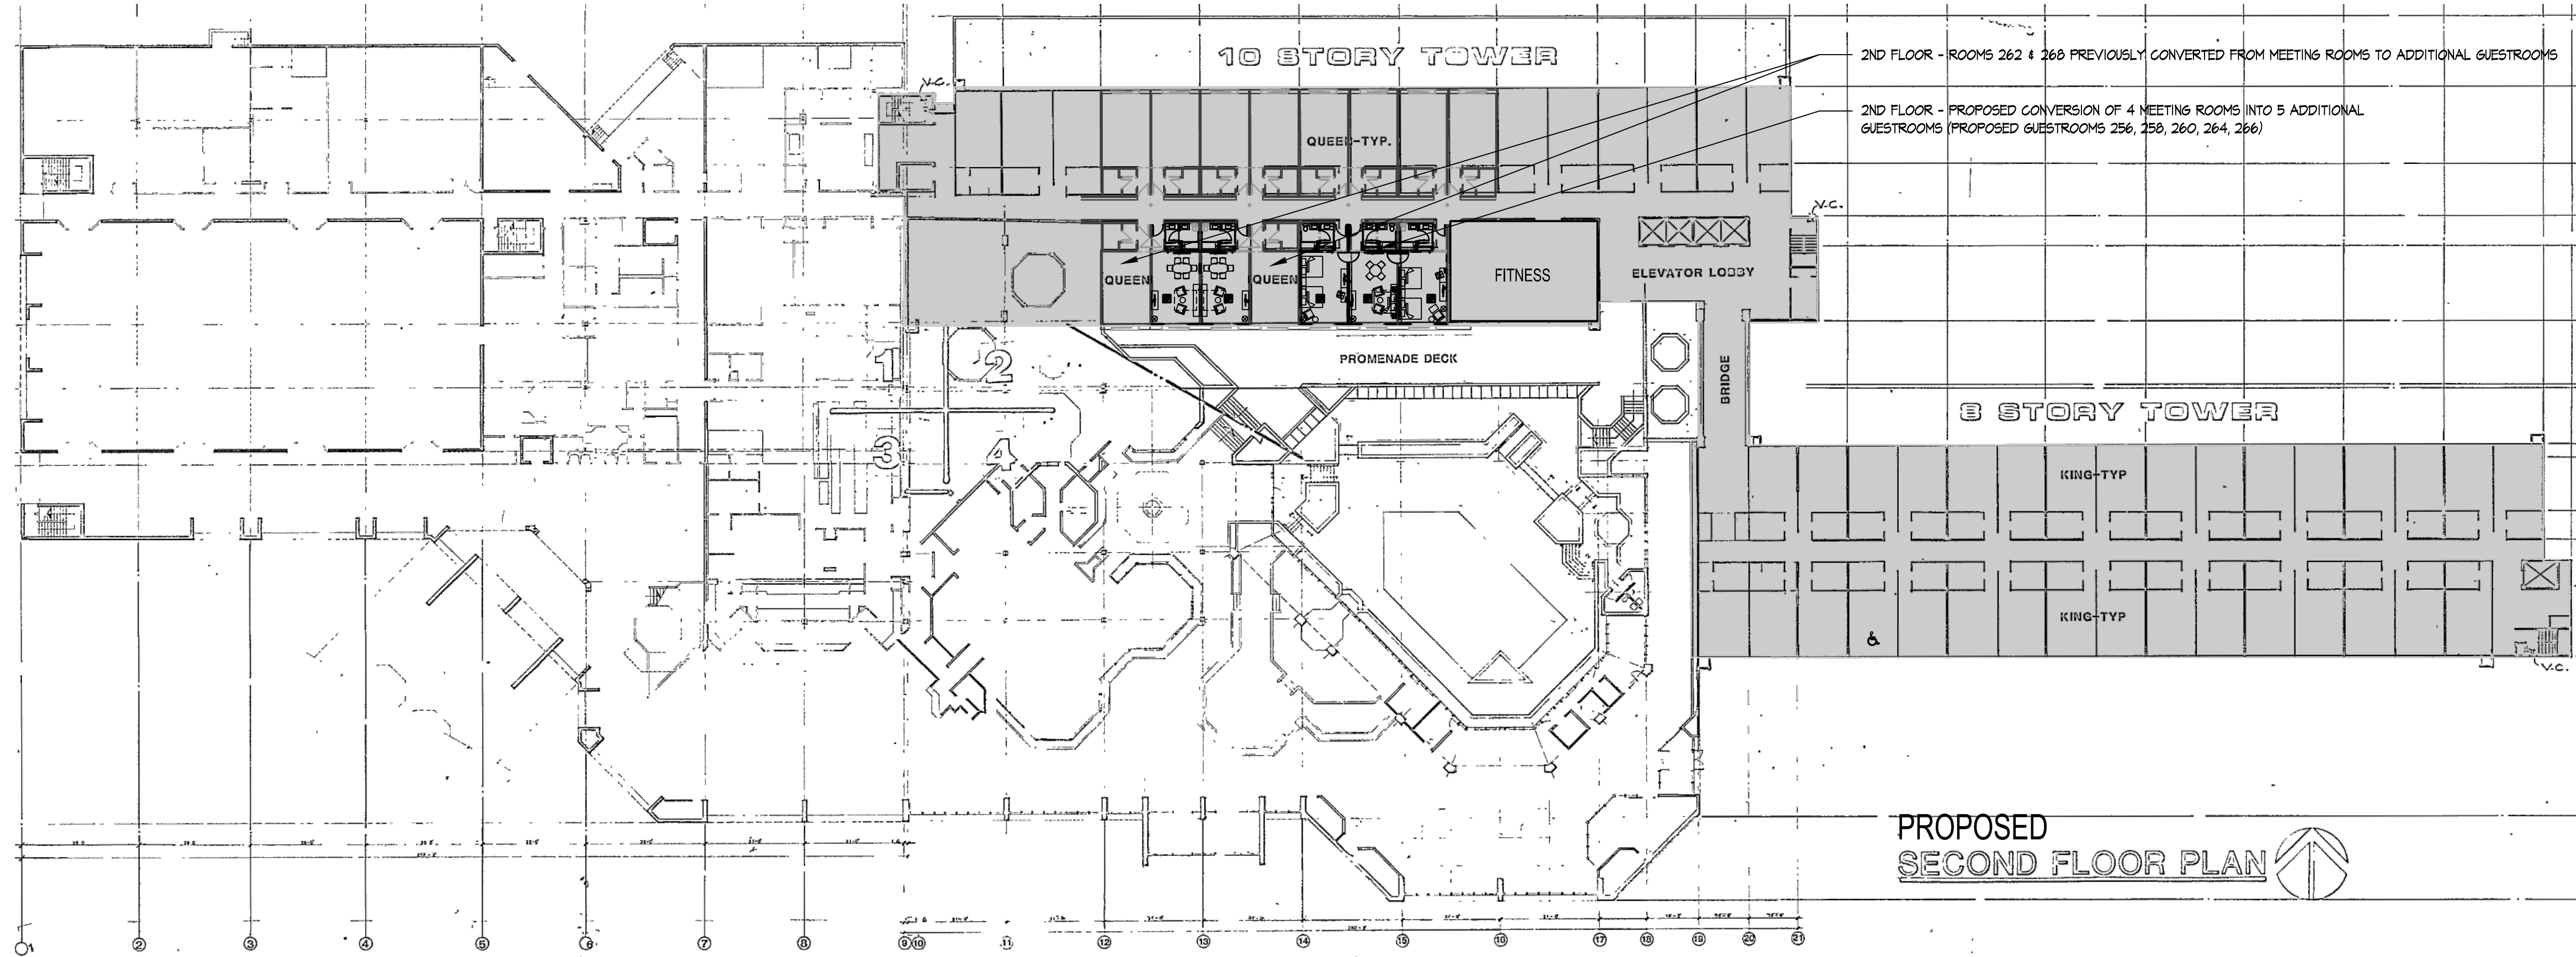 10 STORY TOWER
2ND FLOOR - ROOMS 262 & 268 PREVIOUSLY CONVERTED FROM MEETING ROOMS TO ADDITIONAL GUESTROOMS
V.C.
2ND FLOOR - PROPOSED CONVERSION OF 4 MEETING ROOMS INTO 5 ADDITIONAL
GUESTROOMS (PROPOSED GUESTROOMS 256, 258, 260, 264, 266)
QUEEN-TYP.
V.C.
ELEVATOR LOBBY
FITNESS
QUEEN
QUEEN
PROMENADE DECK
BRIDGE
1
2
3
4
8 STORY TOWER
KING-TYP
KING-TYP
V.C.
PROPOSED
SECOND FLOOR PLAN
1 2 3 4 5 6 7 8 9 10 11 12 13 14 15 16 17 18 19 20 21